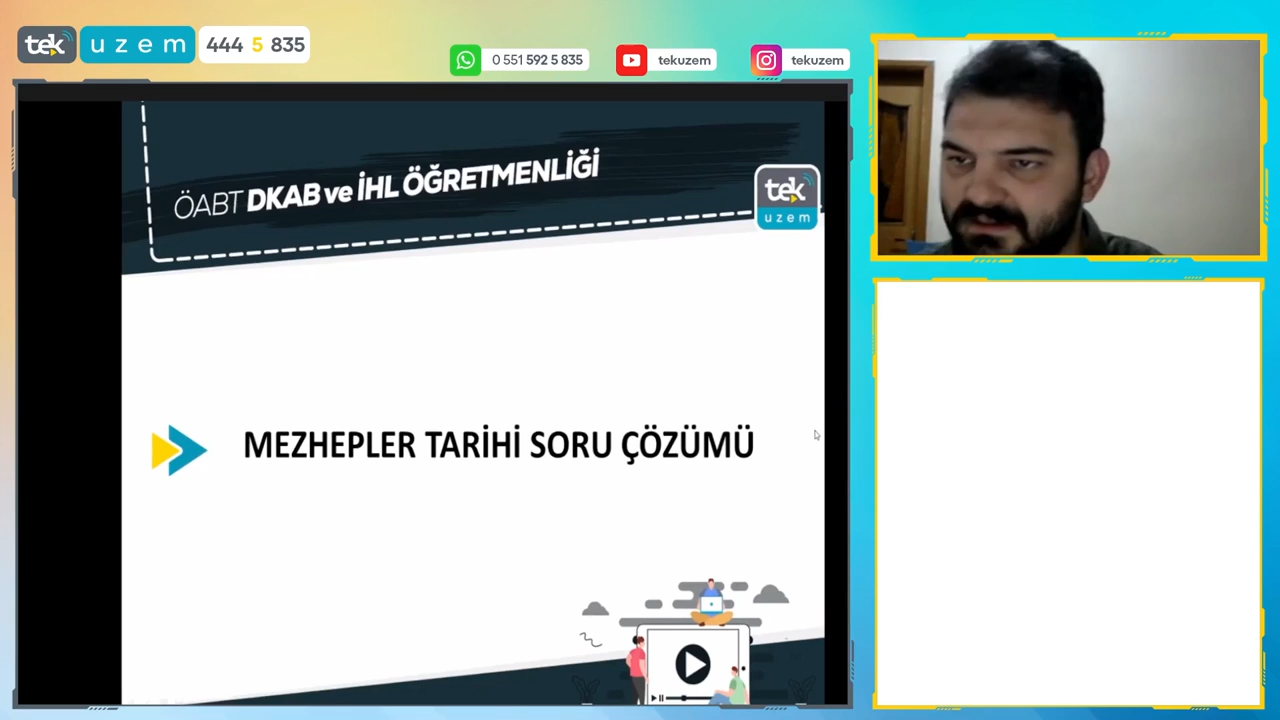 tek uzem 444 5 835
0 551 592 5 835
tekuzem
tekuzem
ÖABT DKAB ve İHL ÖĞRETMENLİĞİ
tek
uzem
MEZHEPLER TARİHİ SORU ÇÖZÜMÜ